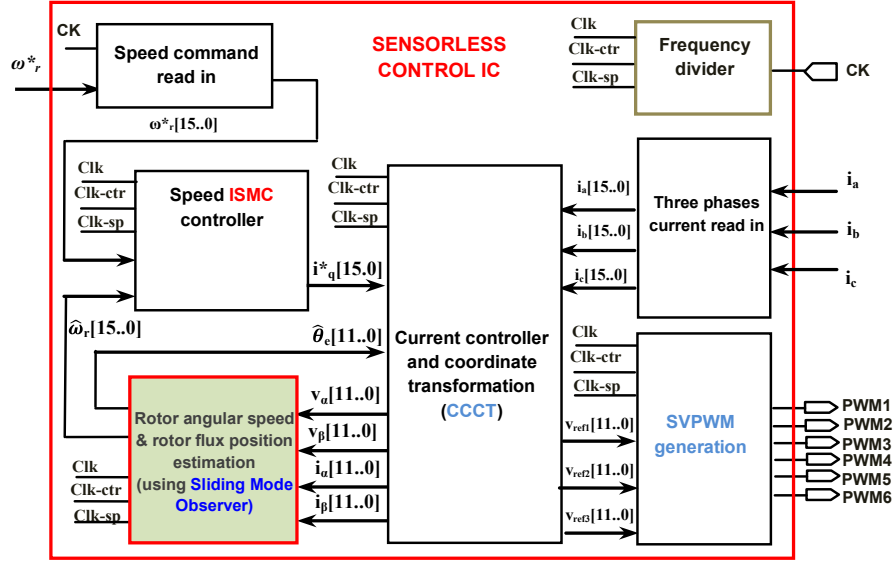 CK
ω*r
Speed command
read in
SENSORLESS
CONTROL IC
Clk
Clk-ctr
Clk-sp
Frequency
divider
CK
ω*r[15..0]
Clk
Clk-ctr
Clk-sp
Speed ISMC
controller
Clk
Clk-ctr
Clk-sp
ia[15..0]
ib[15..0]
ic[15..0]
Three phases
current read in
ia
ib
ic
i*q[15.0]
ω̂r[15..0]
θ̂e[11..0]
Current controller
and coordinate
transformation
(CCCT)
Clk
Clk-ctr
Clk-sp
SVPWM
generation
vα[11..0]
vβ[11..0]
iα[11..0]
iβ[11..0]
Rotor angular speed
& rotor flux position
estimation
(using Sliding Mode
Observer)
Clk
Clk-ctr
Clk-sp
vref1[11..0]
vref2[11..0]
vref3[11..0]
PWM1
PWM2
PWM3
PWM4
PWM5
PWM6